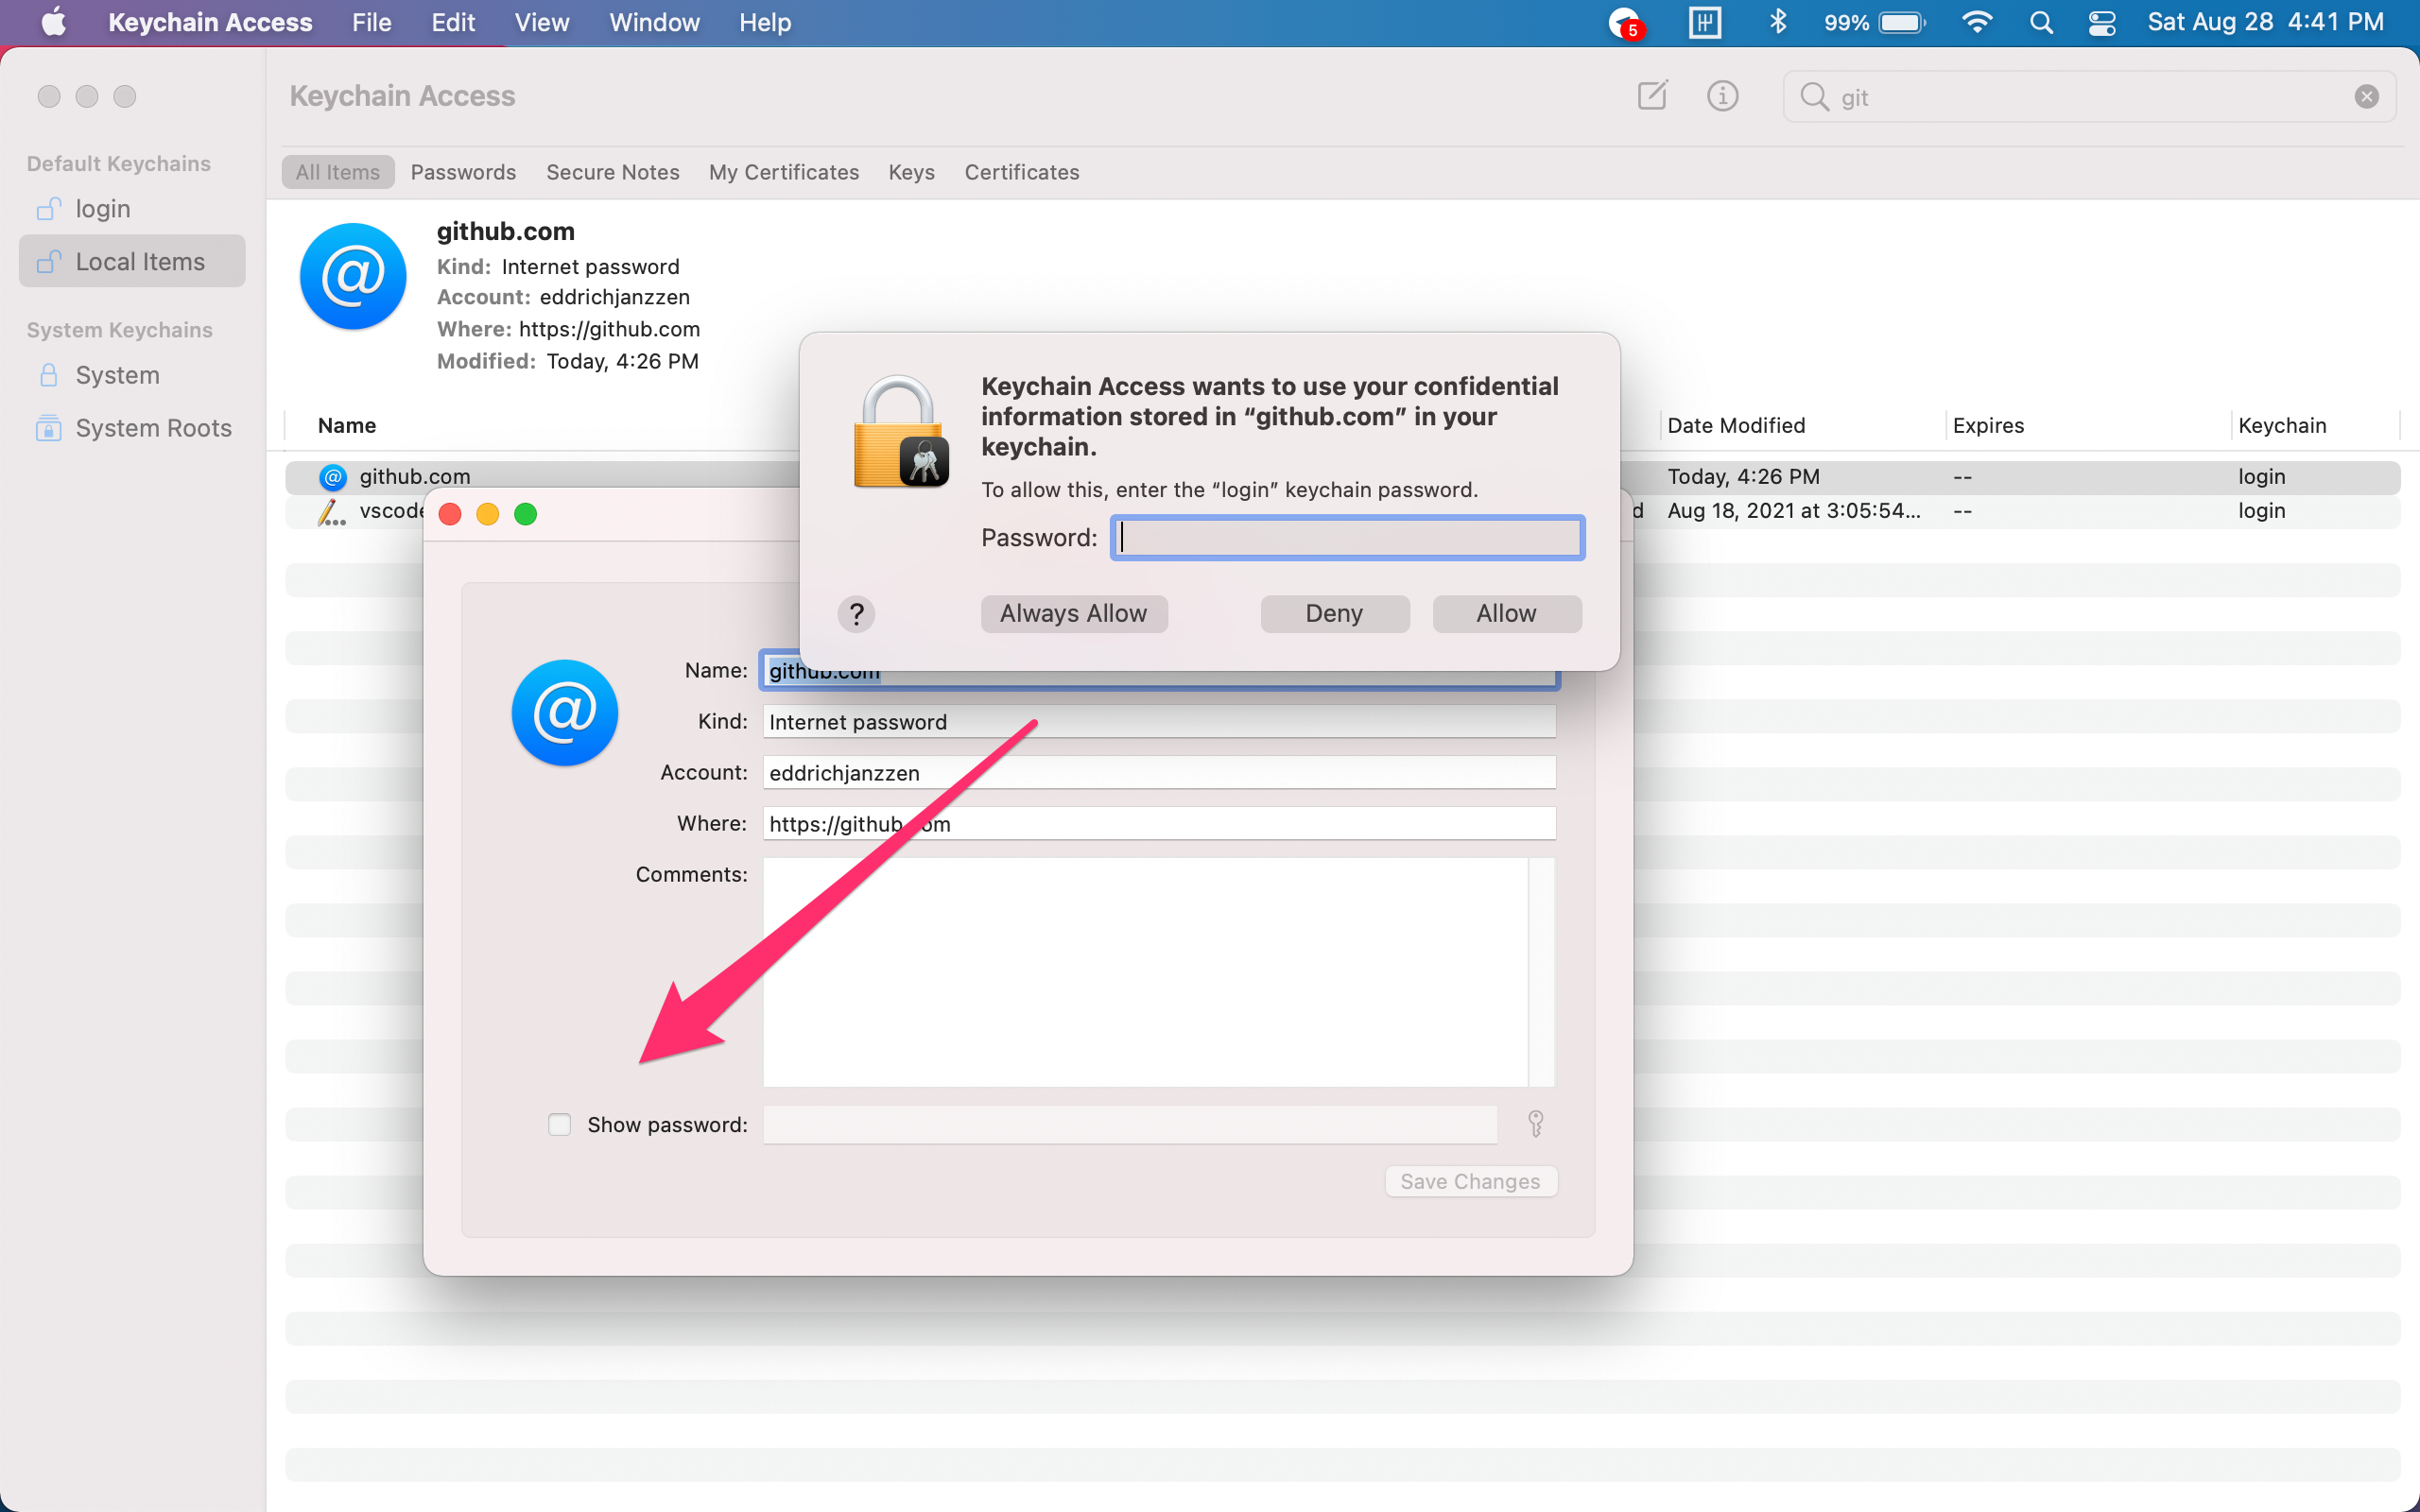 Keychain Access File Edit View Window Help
5
99%
Sat Aug 28 4:41 PM
Keychain Access
git
Default Keychains
login
Local Items
System Keychains
System
System Roots
All Items Passwords Secure Notes My Certificates Keys Certificates
github.com
Kind: Internet password
Account: eddrichjanzzen
Where: https://github.com
Modified: Today, 4:26 PM
Name Date Modified Expires Keychain
github.com Today, 4:26 PM -- login
Aug 18, 2021 at 3:05:54... -- login
Keychain Access wants to use your confidential
information stored in “github.com” in your
keychain.
To allow this, enter the “login” keychain password.
Password:
? Always Allow Deny Allow
Name: github.com
Kind: Internet password
Account: eddrichjanzzen
Where: https://github.com
Comments:
Show password:
Save Changes